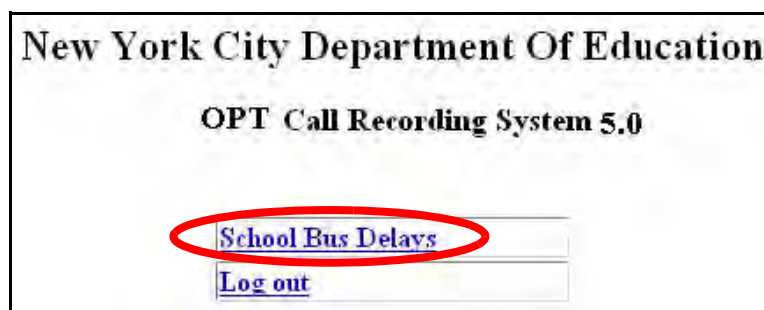 New York City Department Of Education
OPT Call Recording System 5.0
School Bus Delays
Log out